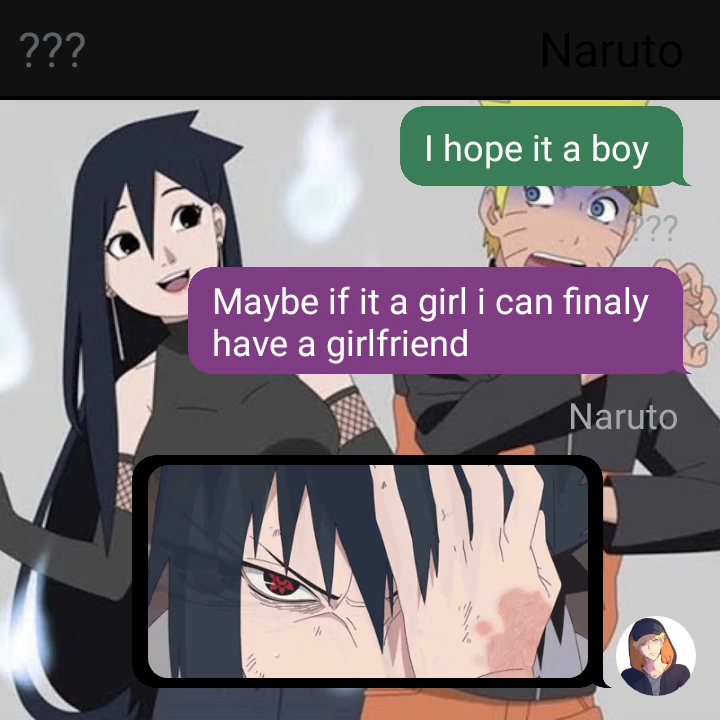 ???
Naruto
I hope it a boy
???
Maybe if it a girl i can finaly
have a girlfriend
Naruto